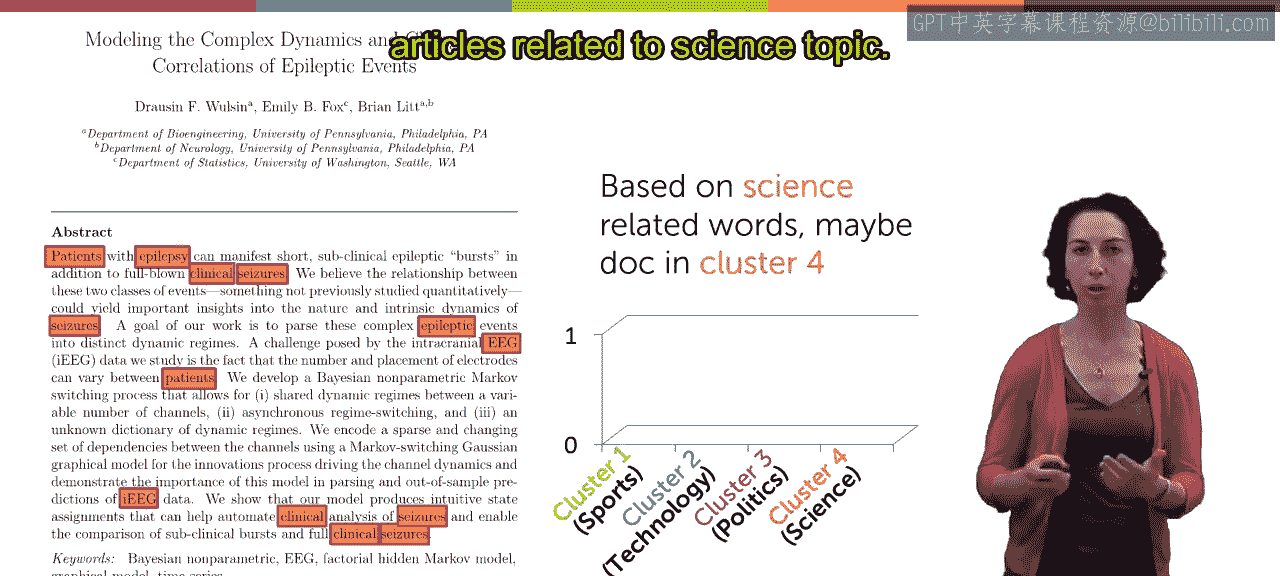 GPT中英字幕课程资源@bilibili.com
articles related to science topic.
Modeling the Complex Dynamics and
Correlations of Epileptic Events
Drausin F. Wulsinᵃ, Emily B. Foxᶜ, Brian Littᵃ,ᵇ
ᵃDepartment of Bioengineering, University of Pennsylvania, Philadelphia, PA
ᵇDepartment of Neurology, University of Pennsylvania, Philadelphia, PA
ᶜDepartment of Statistics, University of Washington, Seattle, WA
Abstract
Patients with epilepsy can manifest short, sub-clinical epileptic “bursts” in
addition to full-blown clinical seizures. We believe the relationship between
these two classes of events—something not previously studied quantitatively—
could yield important insights into the nature and intrinsic dynamics of
seizures. A goal of our work is to parse these complex epileptic events
into distinct dynamic regimes. A challenge posed by the intracranial EEG
(iEEG) data we study is the fact that the number and placement of electrodes
can vary between patients. We develop a Bayesian nonparametric Markov
switching process that allows for (i) shared dynamic regimes between a vari-
able number of channels, (ii) asynchronous regime-switching, and (iii) an
unknown dictionary of dynamic regimes. We encode a sparse and changing
set of dependencies between the channels using a Markov-switching Gaussian
graphical model for the innovations process driving the channel dynamics and
demonstrate the importance of this model in parsing and out-of-sample pre-
dictions of iEEG data. We show that our model produces intuitive state
assignments that can help automate clinical analysis of seizures and enable
the comparison of sub-clinical bursts and full clinical seizures.
Keywords: Bayesian nonparametric, EEG, factorial hidden Markov model,
graphical model, time series
Based on science
related words, maybe
doc in cluster 4
1
0
Cluster 1
(Sports)
Cluster 2
(Technology)
Cluster 3
(Politics)
Cluster 4
(Science)